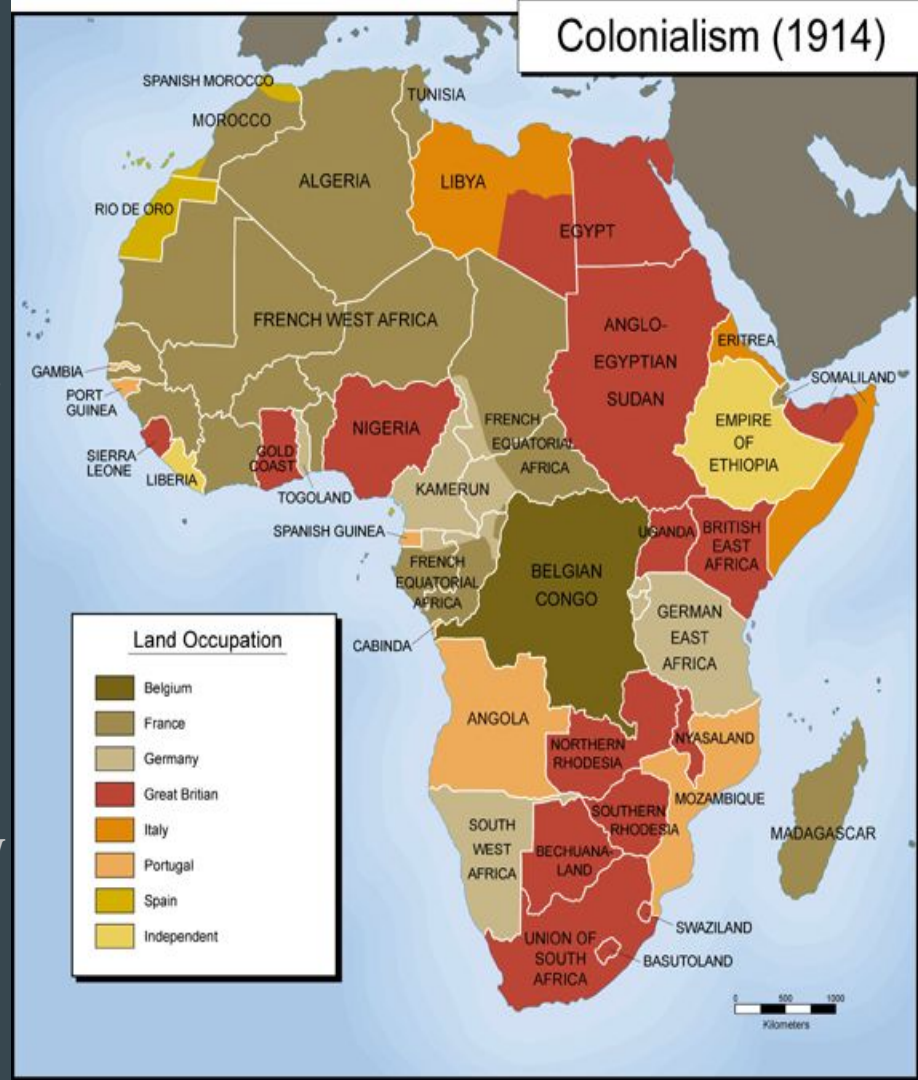 Colonialism (1914)
SPANISH MOROCCO
TUNISIA
MOROCCO
ALGERIA
LIBYA
RIO DE ORO
EGYPT
FRENCH WEST AFRICA
ANGLO-
EGYPTIAN
SUDAN
ERITREA
GAMBIA
SOMALILAND
PORT
GUINEA
NIGERIA
FRENCH
EQUATORIAL
AFRICA
EMPIRE
OF
ETHIOPIA
SIERRA
LEONE
GOLD
COAST
LIBERIA
TOGOLAND
KAMERUN
SPANISH GUINEA
UGANDA
BRITISH
EAST
AFRICA
FRENCH
EQUATORIAL
AFRICA
BELGIAN
CONGO
GERMAN
EAST
AFRICA
CABINDA
Land Occupation
Belgium
France
Germany
Great Britian
Italy
Portugal
Spain
Independent
ANGOLA
NORTHERN
RHODESIA
NYASALAND
MOZAMBIQUE
SOUTHERN
RHODESIA
MADAGASCAR
SOUTH
WEST
AFRICA
BECHUANA-
LAND
SWAZILAND
UNION OF
SOUTH
AFRICA
BASUTOLAND
0 500 1000
Kilometers